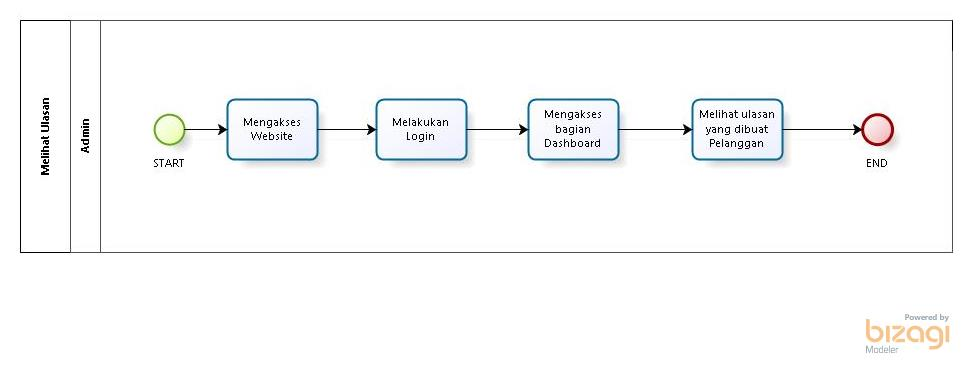 Melihat Ulasan
Admin
START
Mengakses
Website
Melakukan
Login
Mengakses
bagian
Dashboard
Melihat ulasan
yang dibuat
Pelanggan
END
Powered by
bizagi
Modeler